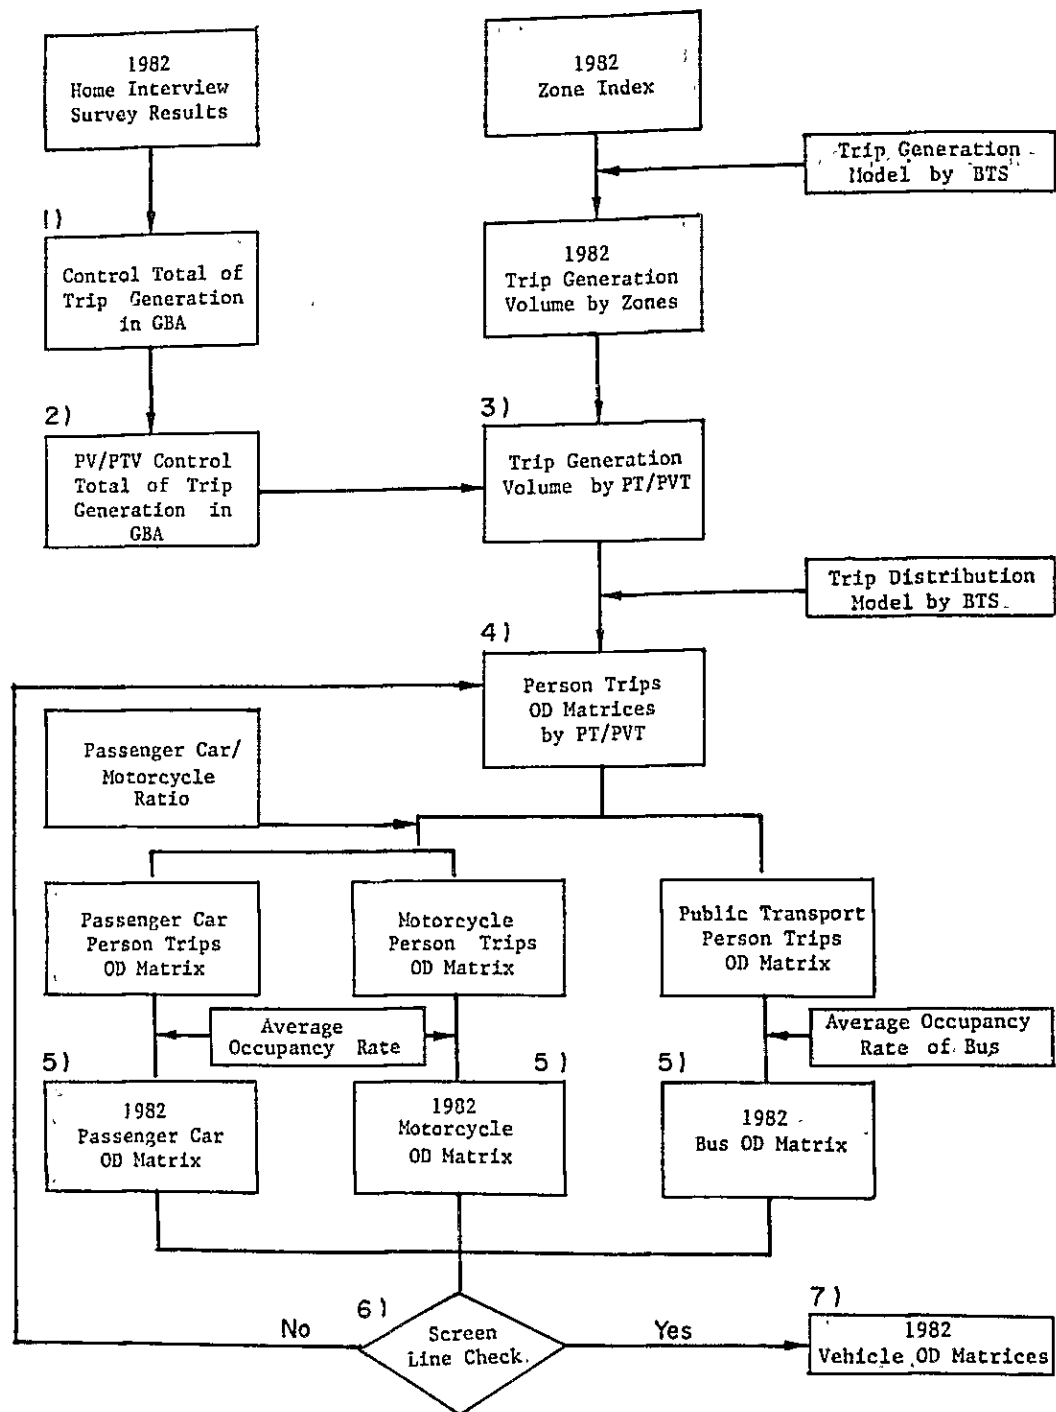 1982
Home Interview
Survey Results
1982
Zone Index
Trip Generation
Model by BTS
1)
Control Total of
Trip Generation
in GBA
1982
Trip Generation
Volume by Zones
2)
PV/PTV Control
Total of Trip
Generation in
GBA
3)
Trip Generation
Volume by PT/PVT
Trip Distribution
Model by BTS
4)
Person Trips
OD Matrices
by PT/PVT
Passenger Car/
Motorcycle
Ratio
Passenger Car
Person Trips
OD Matrix
Motorcycle
Person Trips
OD Matrix
Public Transport
Person Trips
OD Matrix
Average
Occupancy Rate
Average Occupancy
Rate of Bus
5)
1982
Passenger Car
OD Matrix
5)
1982
Motorcycle
OD Matrix
5)
1982
Bus OD Matrix
6)
Screen
Line Check
No
Yes
7)
1982
Vehicle OD Matrices